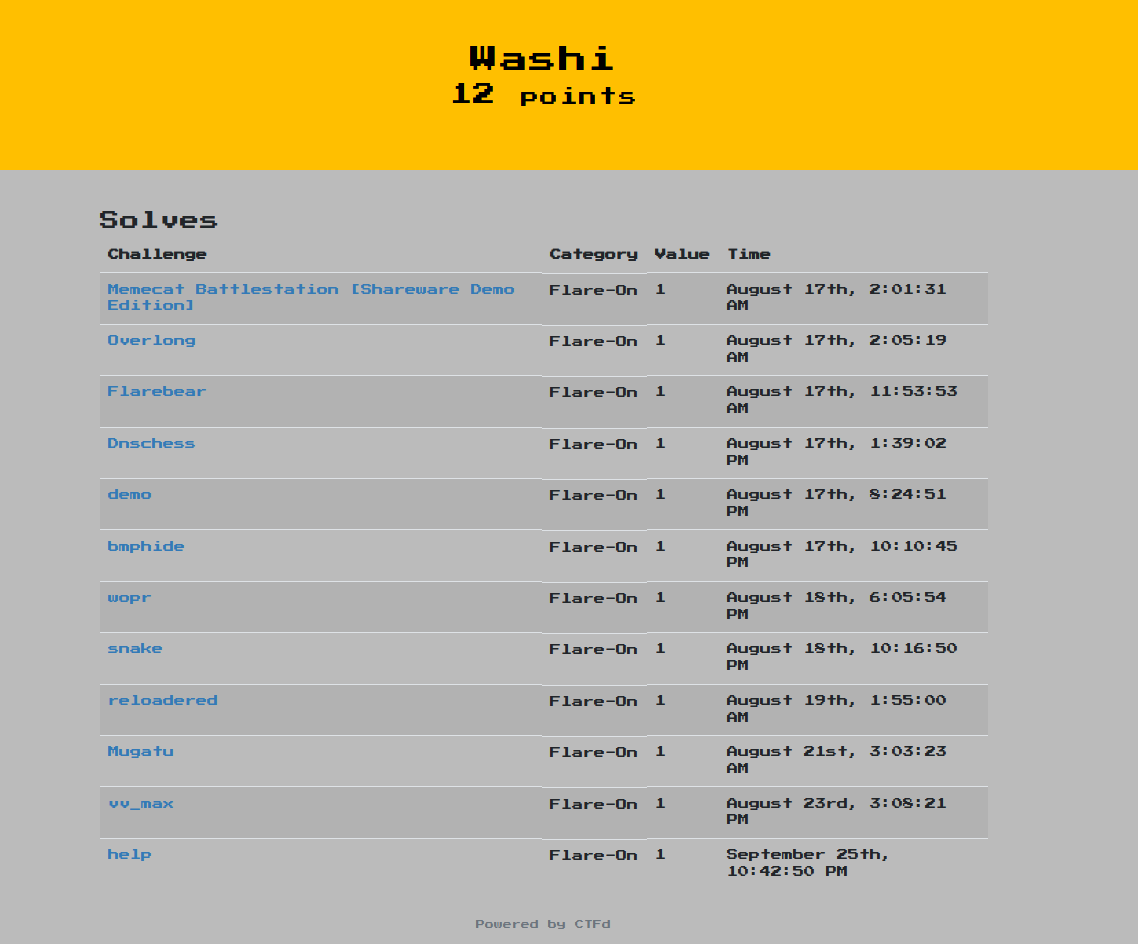 Washi
12 points
Solves
Challenge Category Value Time
Memecat Battlestation [Shareware Demo Edition] Flare-On 1 August 17th, 2:01:31 AM
Overlong Flare-On 1 August 17th, 2:05:19 AM
Flarebear Flare-On 1 August 17th, 11:53:53 AM
Dnschess Flare-On 1 August 17th, 1:39:02 PM
demo Flare-On 1 August 17th, 8:24:51 PM
bmphide Flare-On 1 August 17th, 10:10:45 PM
wopr Flare-On 1 August 18th, 6:05:54 PM
snake Flare-On 1 August 18th, 10:16:50 PM
reloadered Flare-On 1 August 19th, 1:55:00 AM
Mugatu Flare-On 1 August 21st, 3:03:23 AM
vv_max Flare-On 1 August 23rd, 3:08:21 PM
help Flare-On 1 September 25th, 10:42:50 PM
Powered by CTFd